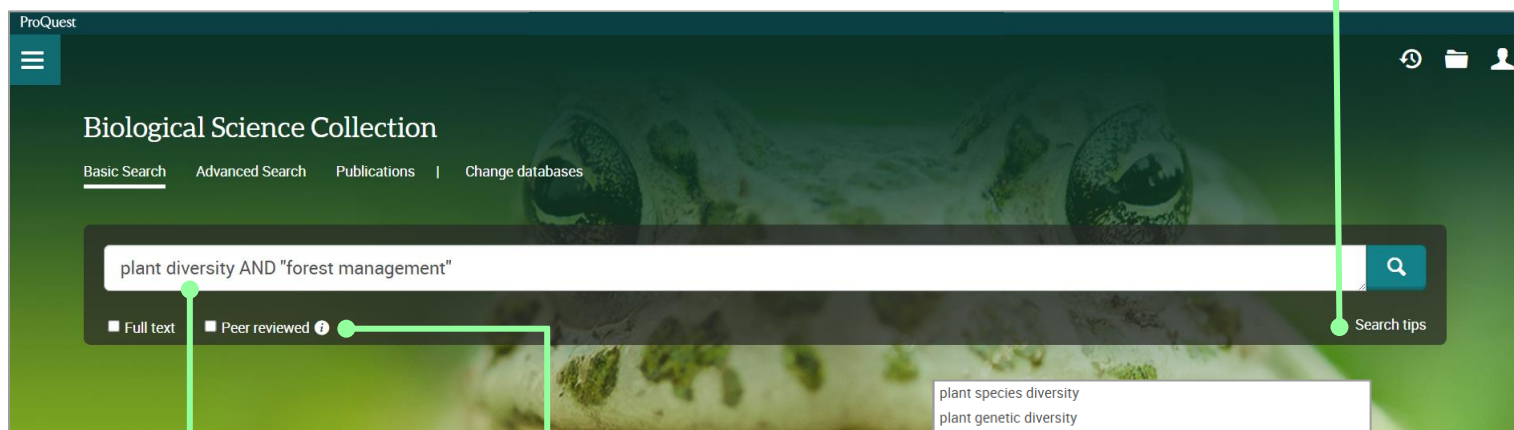 ProQuest
Biological Science Collection
Basic Search Advanced Search Publications | Change databases
plant diversity AND "forest management"
Full text Peer reviewed i Search tips
plant species diversity
plant genetic diversity